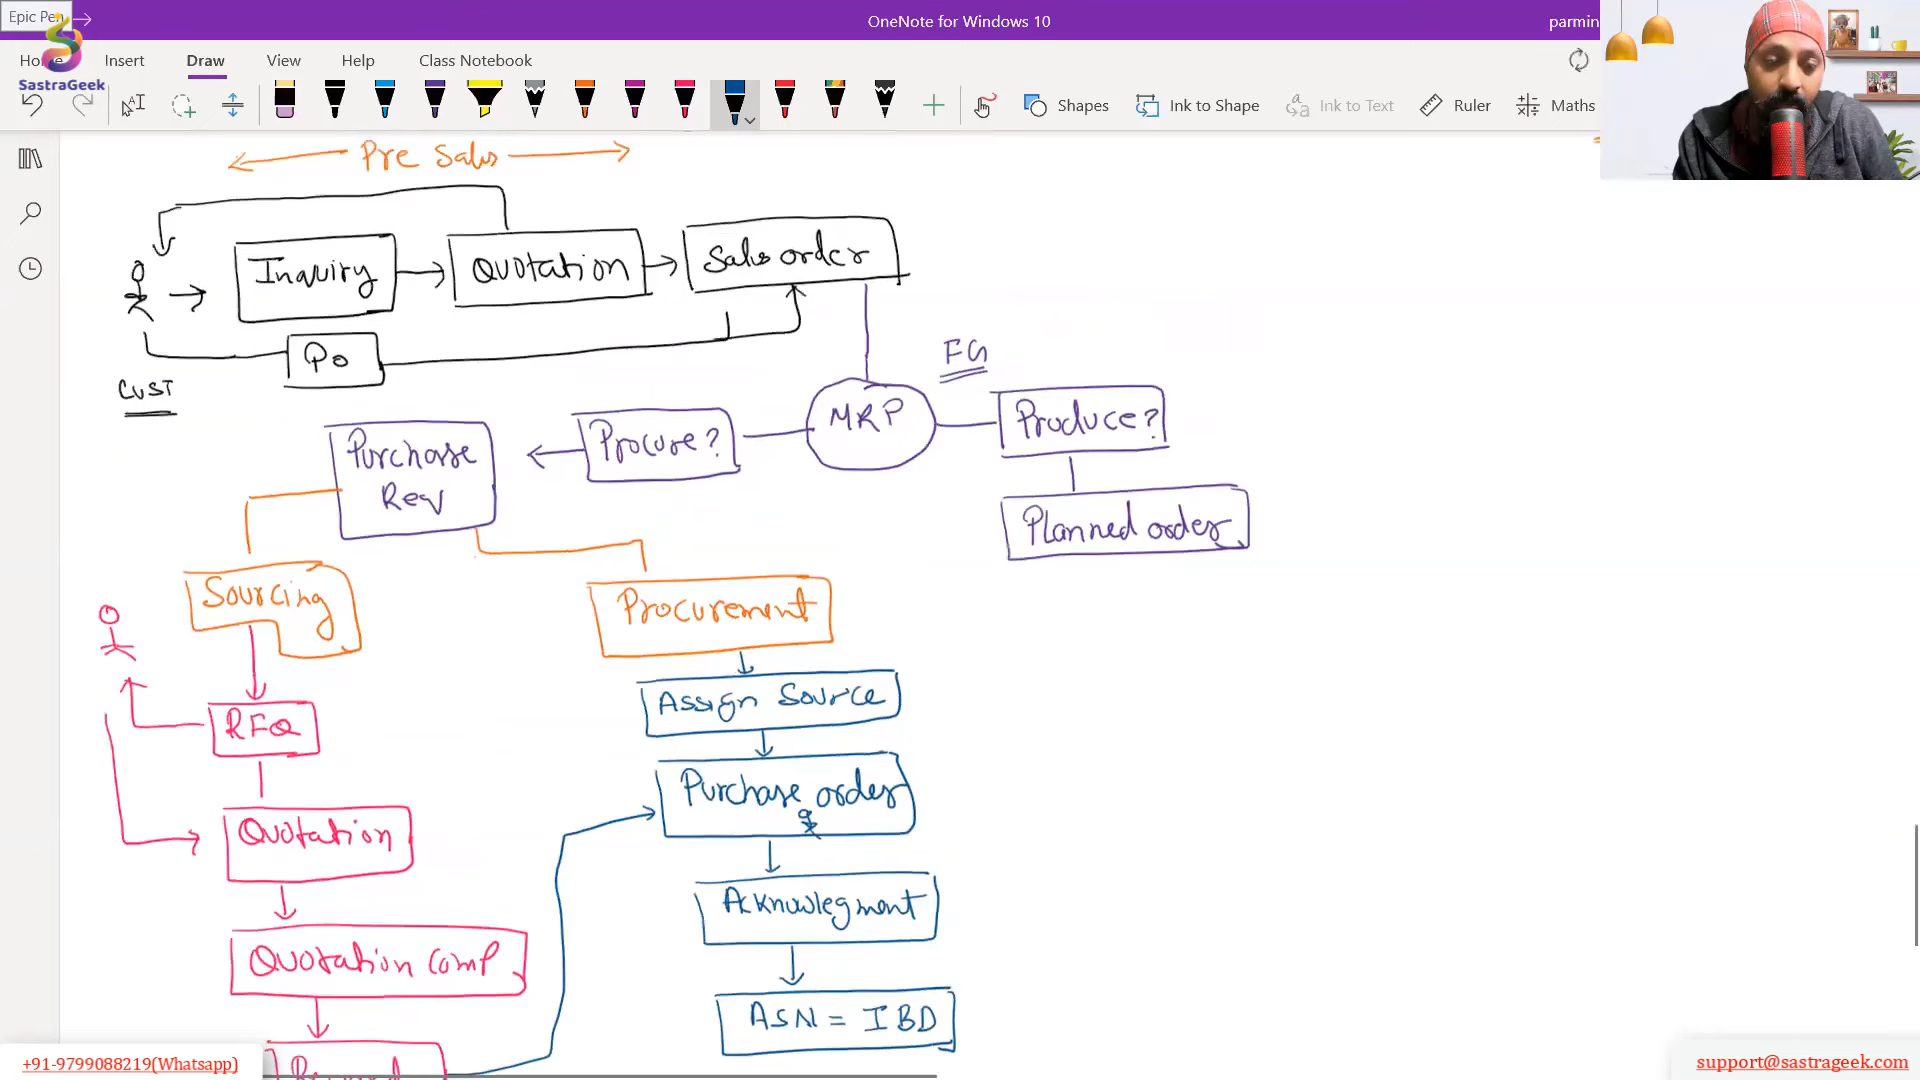 Epic Pen
OneNote for Windows 10
parmin
Insert
Draw
View
Help
Class Notebook
SastraGeek
Shapes
Ink to Shape
Ink to Text
Ruler
Maths
Pre Sales
Inquiry
Quotation
Sales order
PO
CUST
FG
MRP
Produce?
Procure?
Purchase
Req
Planned order
Sourcing
Procurement
Assign Source
RFQ
Purchase order
Quotation
Acknowlegment
Quotation Comp
ASN = IBD
+91-9799088219(Whatsapp)
support@sastrageek.com